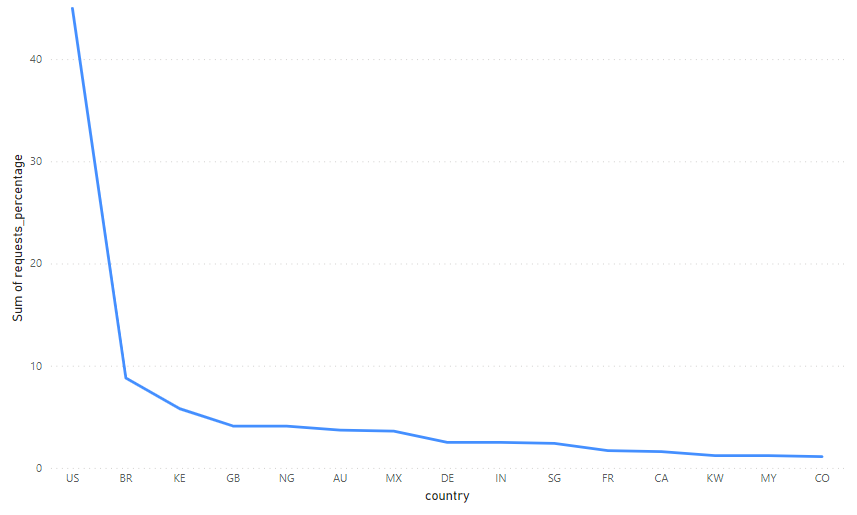 Sum of requests_percentage
40
30
20
10
0
US BR KE GB NG AU MX DE IN SG FR CA KW MY CO
country